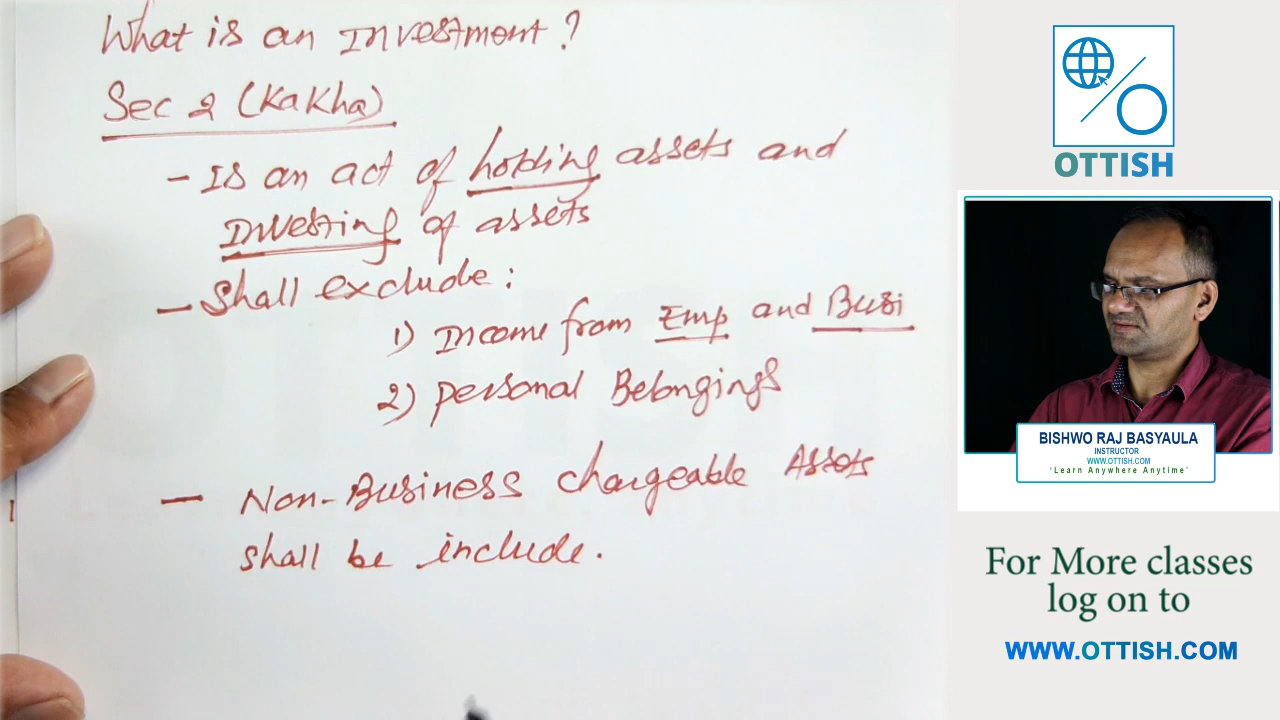 What is an Investment?
Sec 2 (KaKha)
- Is an act of holding assets and
Investing of assets
- Shall exclude:
1) Income from Emp and Busi
2) Personal Belongings
- Non-Business chargeable Assets
shall be include.
OTTISH
BISHWO RAJ BASYAULA
INSTRUCTOR
WWW.OTTISH.COM
'Learn Anywhere Anytime'
For More classes
log on to
WWW.OTTISH.COM